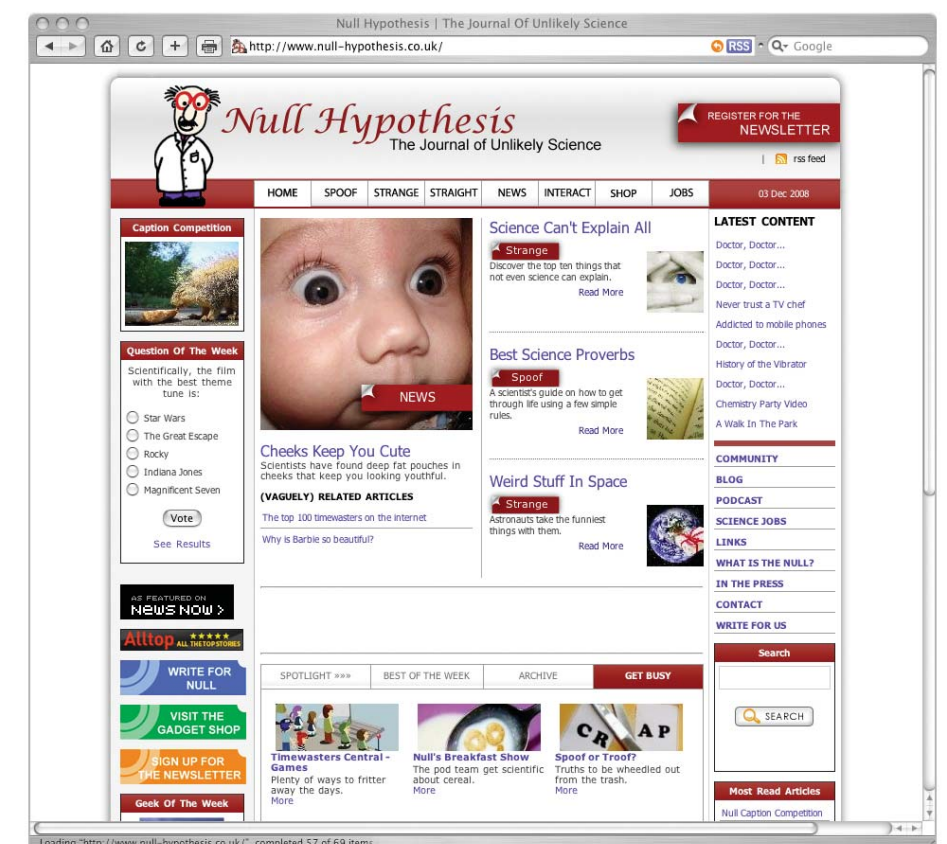 Null Hypothesis | The Journal Of Unlikely Science
http://www.null-hypothesis.co.uk/
RSS
Google
Null Hypothesis
The Journal of Unlikely Science
REGISTER FOR THE
NEWSLETTER
| rss feed
HOME SPOOF STRANGE STRAIGHT NEWS INTERACT SHOP JOBS
03 Dec 2008
Caption Competition
Question Of The Week
Scientifically, the film
with the best theme
tune is:
Star Wars
The Great Escape
Rocky
Indiana Jones
Magnificent Seven
Vote
See Results
AS FEATURED ON
NEWS NOW >
Alltop ALL THE TOP STORIES
WRITE FOR
NULL
VISIT THE
GADGET SHOP
SIGN UP FOR
THE NEWSLETTER
Geek Of The Week
NEWS
Cheeks Keep You Cute
Scientists have found deep fat pouches in
cheeks that keep you looking youthful.
(VAGUELY) RELATED ARTICLES
The top 100 timewasters on the internet
Why is Barbie so beautiful?
Science Can't Explain All
Strange
Discover the top ten things that
not even science can explain.
Read More
Best Science Proverbs
Spoof
A scientist's guide on how to get
through life using a few simple
rules.
Read More
Weird Stuff In Space
Strange
Astronauts take the funniest
things with them.
Read More
SPOTLIGHT »»» BEST OF THE WEEK ARCHIVE GET BUSY
Timewasters Central -
Games
Plenty of ways to fritter
away the days.
More
Null's Breakfast Show
The pod team get scientific
about cereal.
More
CRAP
Spoof or Troof?
Truths to be wheedled out
from the trash.
More
LATEST CONTENT
Doctor, Doctor...
Doctor, Doctor...
Doctor, Doctor...
Never trust a TV chef
Addicted to mobile phones
Doctor, Doctor...
History of the Vibrator
Doctor, Doctor...
Chemistry Party Video
A Walk In The Park
COMMUNITY
BLOG
PODCAST
SCIENCE JOBS
LINKS
WHAT IS THE NULL?
IN THE PRESS
CONTACT
WRITE FOR US
Search
SEARCH
Most Read Articles
Null Caption Competition
Loading "http://www.null-hypothesis.co.uk/", completed 57 of 69 items